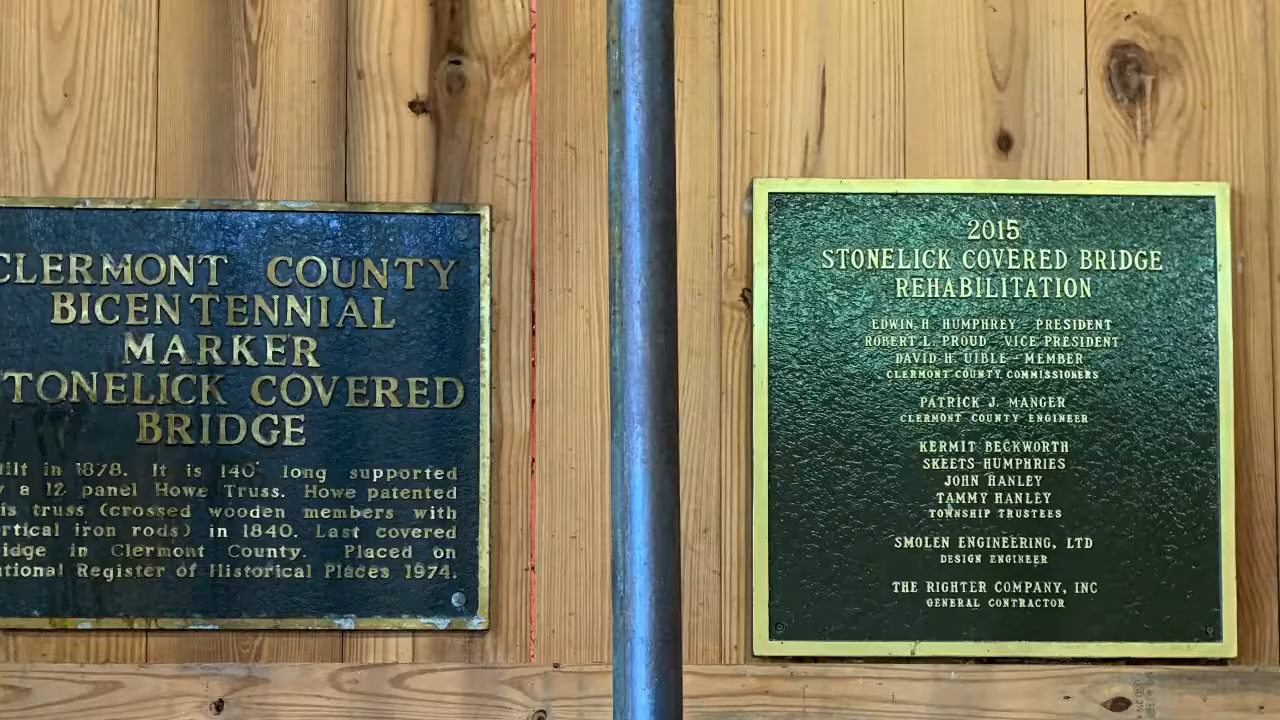 CLERMONT COUNTY
BICENTENNIAL
MARKER
TONELICK COVERED
BRIDGE
ilt in 1878. It is 140' long supported
a 12 panel Howe Truss. Howe patented
is truss (crossed wooden members with
rtical iron rods) in 1840. Last covered
idge in Clermont County. Placed on
tional Register of Historical Places 1974.
2015
STONELICK COVERED BRIDGE
REHABILITATION
EDWIN H. HUMPHREY - PRESIDENT
ROBERT L. PROUD - VICE PRESIDENT
DAVID H. UIBLE - MEMBER
CLERMONT COUNTY COMMISSIONERS
PATRICK J. MANGER
CLERMONT COUNTY ENGINEER
KERMIT BECKWORTH
SKEETS HUMPHRIES
JOHN HANLEY
TAMMY HANLEY
TOWNSHIP TRUSTEES
SMOLEN ENGINEERING, LTD
DESIGN ENGINEER
THE RIGHTER COMPANY, INC
GENERAL CONTRACTOR